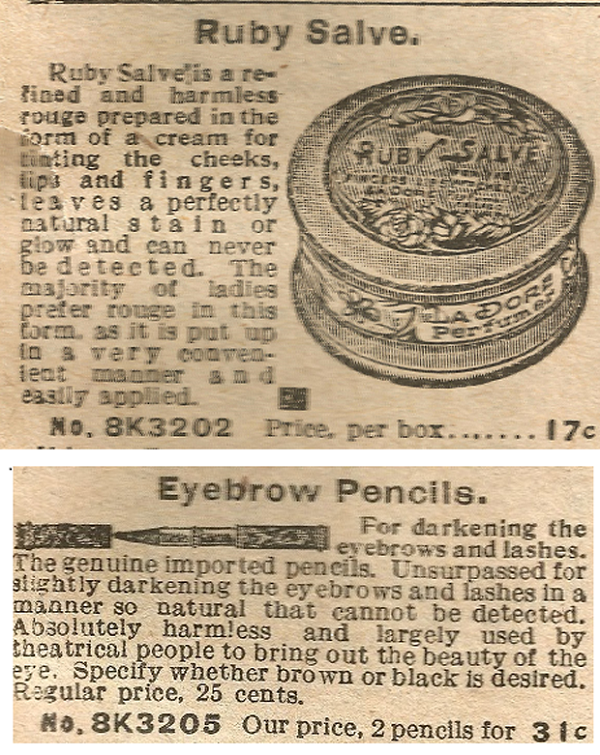 Ruby Salve.
Ruby Salve is a re-
fined and harmless
rouge prepared in the
form of a cream for
tinting the cheeks,
lips and fingers,
leaves a perfectly
natural stain or
glow and can never
be detected. The
majority of ladies
prefer rouge in this
form, as it is put up
in a very conven-
ient manner and
easily applied.
RUBY SALVE
LA DORE
Perfumer
No. 8K3202 Price, per box....... 17c
Eyebrow Pencils.
For darkening the
eyebrows and lashes.
The genuine imported pencils. Unsurpassed for
slightly darkening the eyebrows and lashes in a
manner so natural that cannot be detected.
Absolutely harmless and largely used by
theatrical people to bring out the beauty of the
eye. Specify whether brown or black is desired.
Regular price, 25 cents.
No. 8K3205 Our price, 2 pencils for 31c